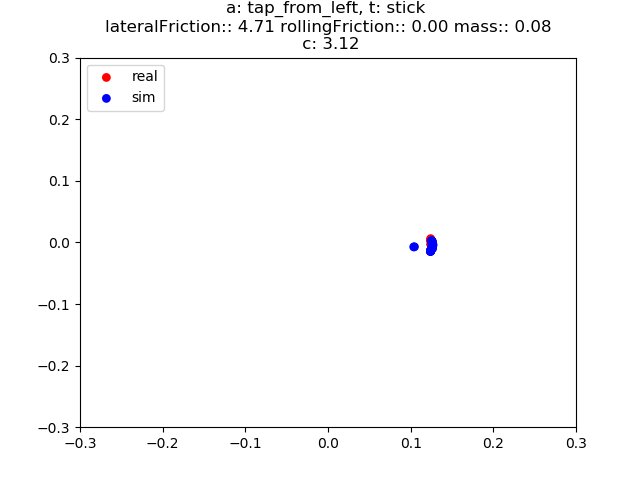 a: tap_from_left, t: stick
lateralFriction:: 4.71 rollingFriction:: 0.00 mass:: 0.08
c: 3.12
real
sim
0.3
0.2
0.1
0.0
−0.1
−0.2
−0.3
−0.3
−0.2
−0.1
0.0
0.1
0.2
0.3